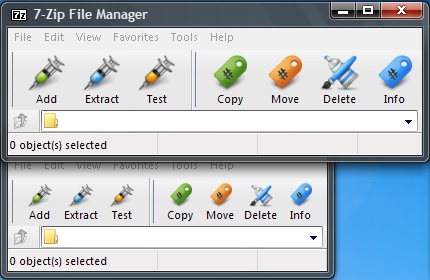 7z 7-Zip File Manager
File Edit View Favorites Tools Help
Add Extract Test Copy Move Delete Info
0 object(s) selected
File Edit View Favorites Tools Help
Add Extract Test Copy Move Delete Info
0 object(s) selected